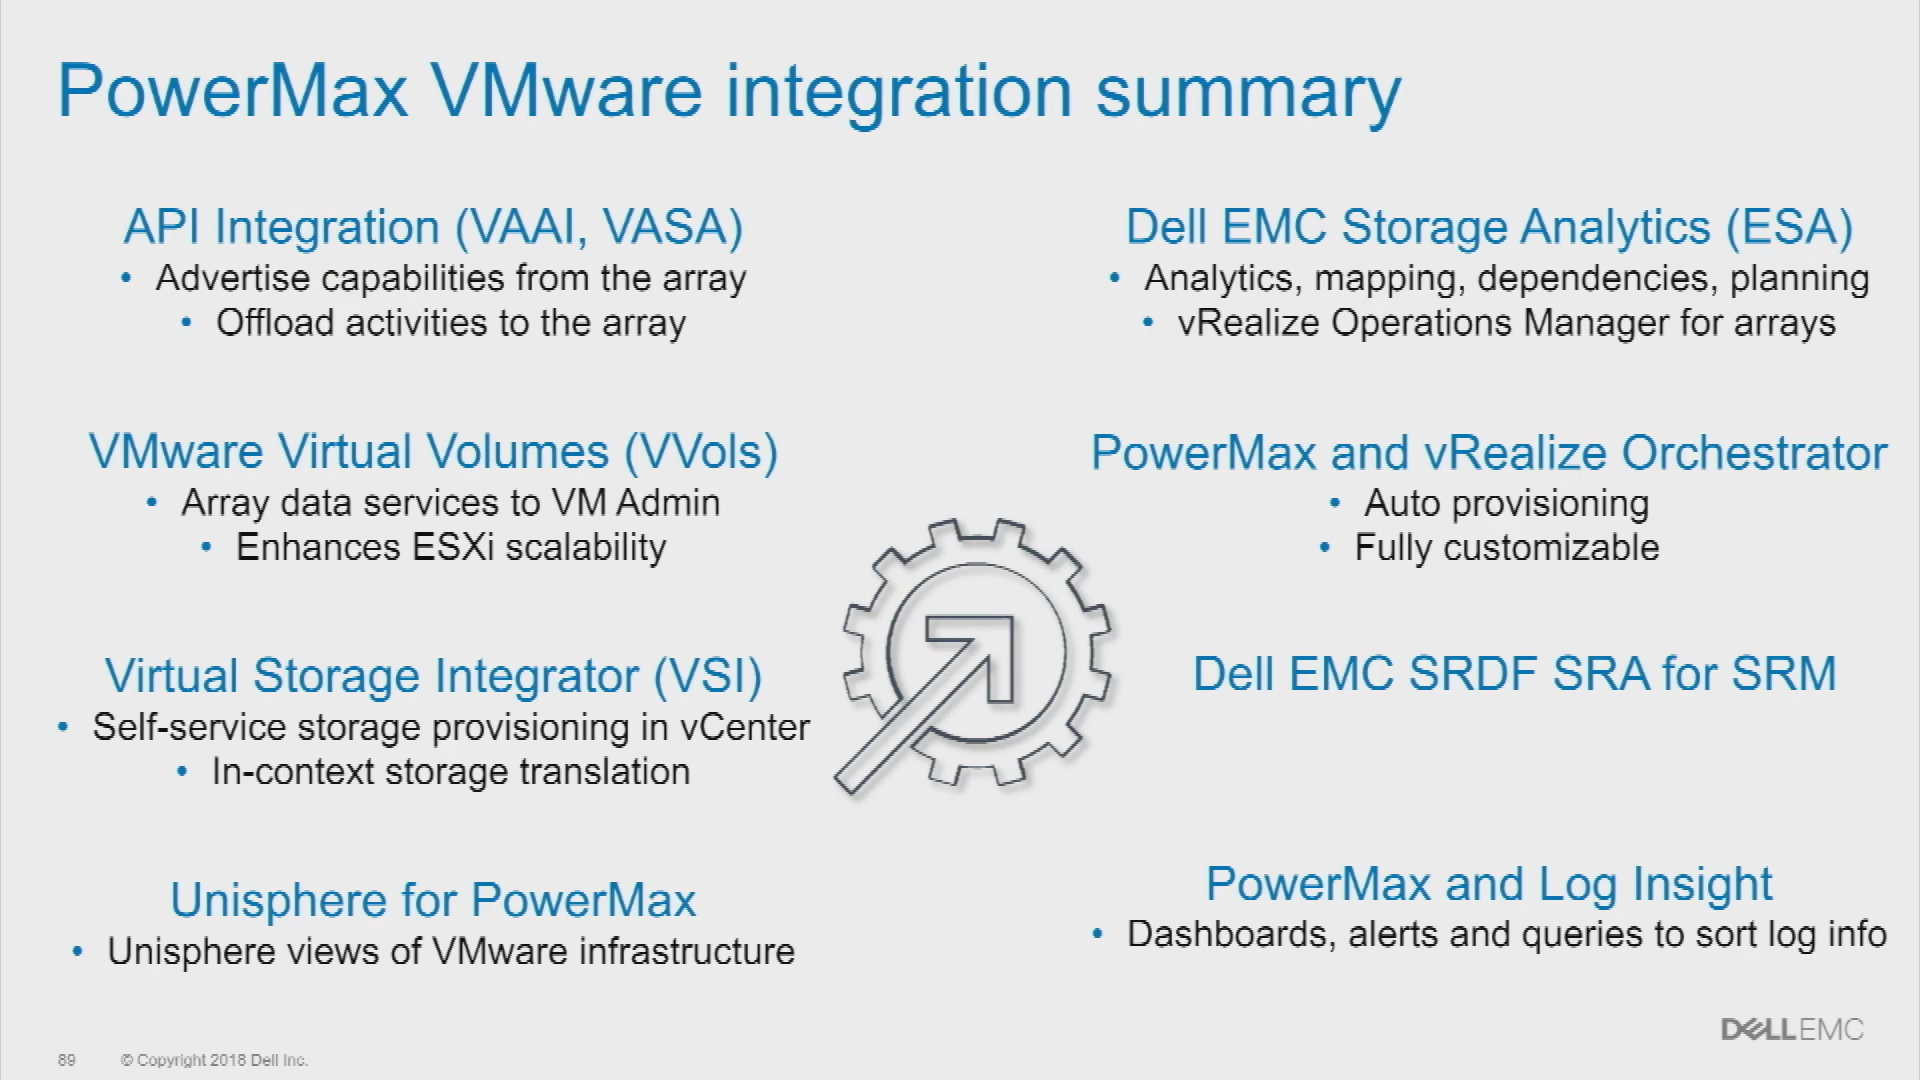 PowerMax VMware integration summary
API Integration (VAAI, VASA)
• Advertise capabilities from the array
• Offload activities to the array
VMware Virtual Volumes (VVols)
• Array data services to VM Admin
• Enhances ESXi scalability
Virtual Storage Integrator (VSI)
• Self-service storage provisioning in vCenter
• In-context storage translation
Unisphere for PowerMax
• Unisphere views of VMware infrastructure
Dell EMC Storage Analytics (ESA)
• Analytics, mapping, dependencies, planning
• vRealize Operations Manager for arrays
PowerMax and vRealize Orchestrator
• Auto provisioning
• Fully customizable
Dell EMC SRDF SRA for SRM
PowerMax and Log Insight
• Dashboards, alerts and queries to sort log info
DELLEMC
89 © Copyright 2018 Dell Inc.